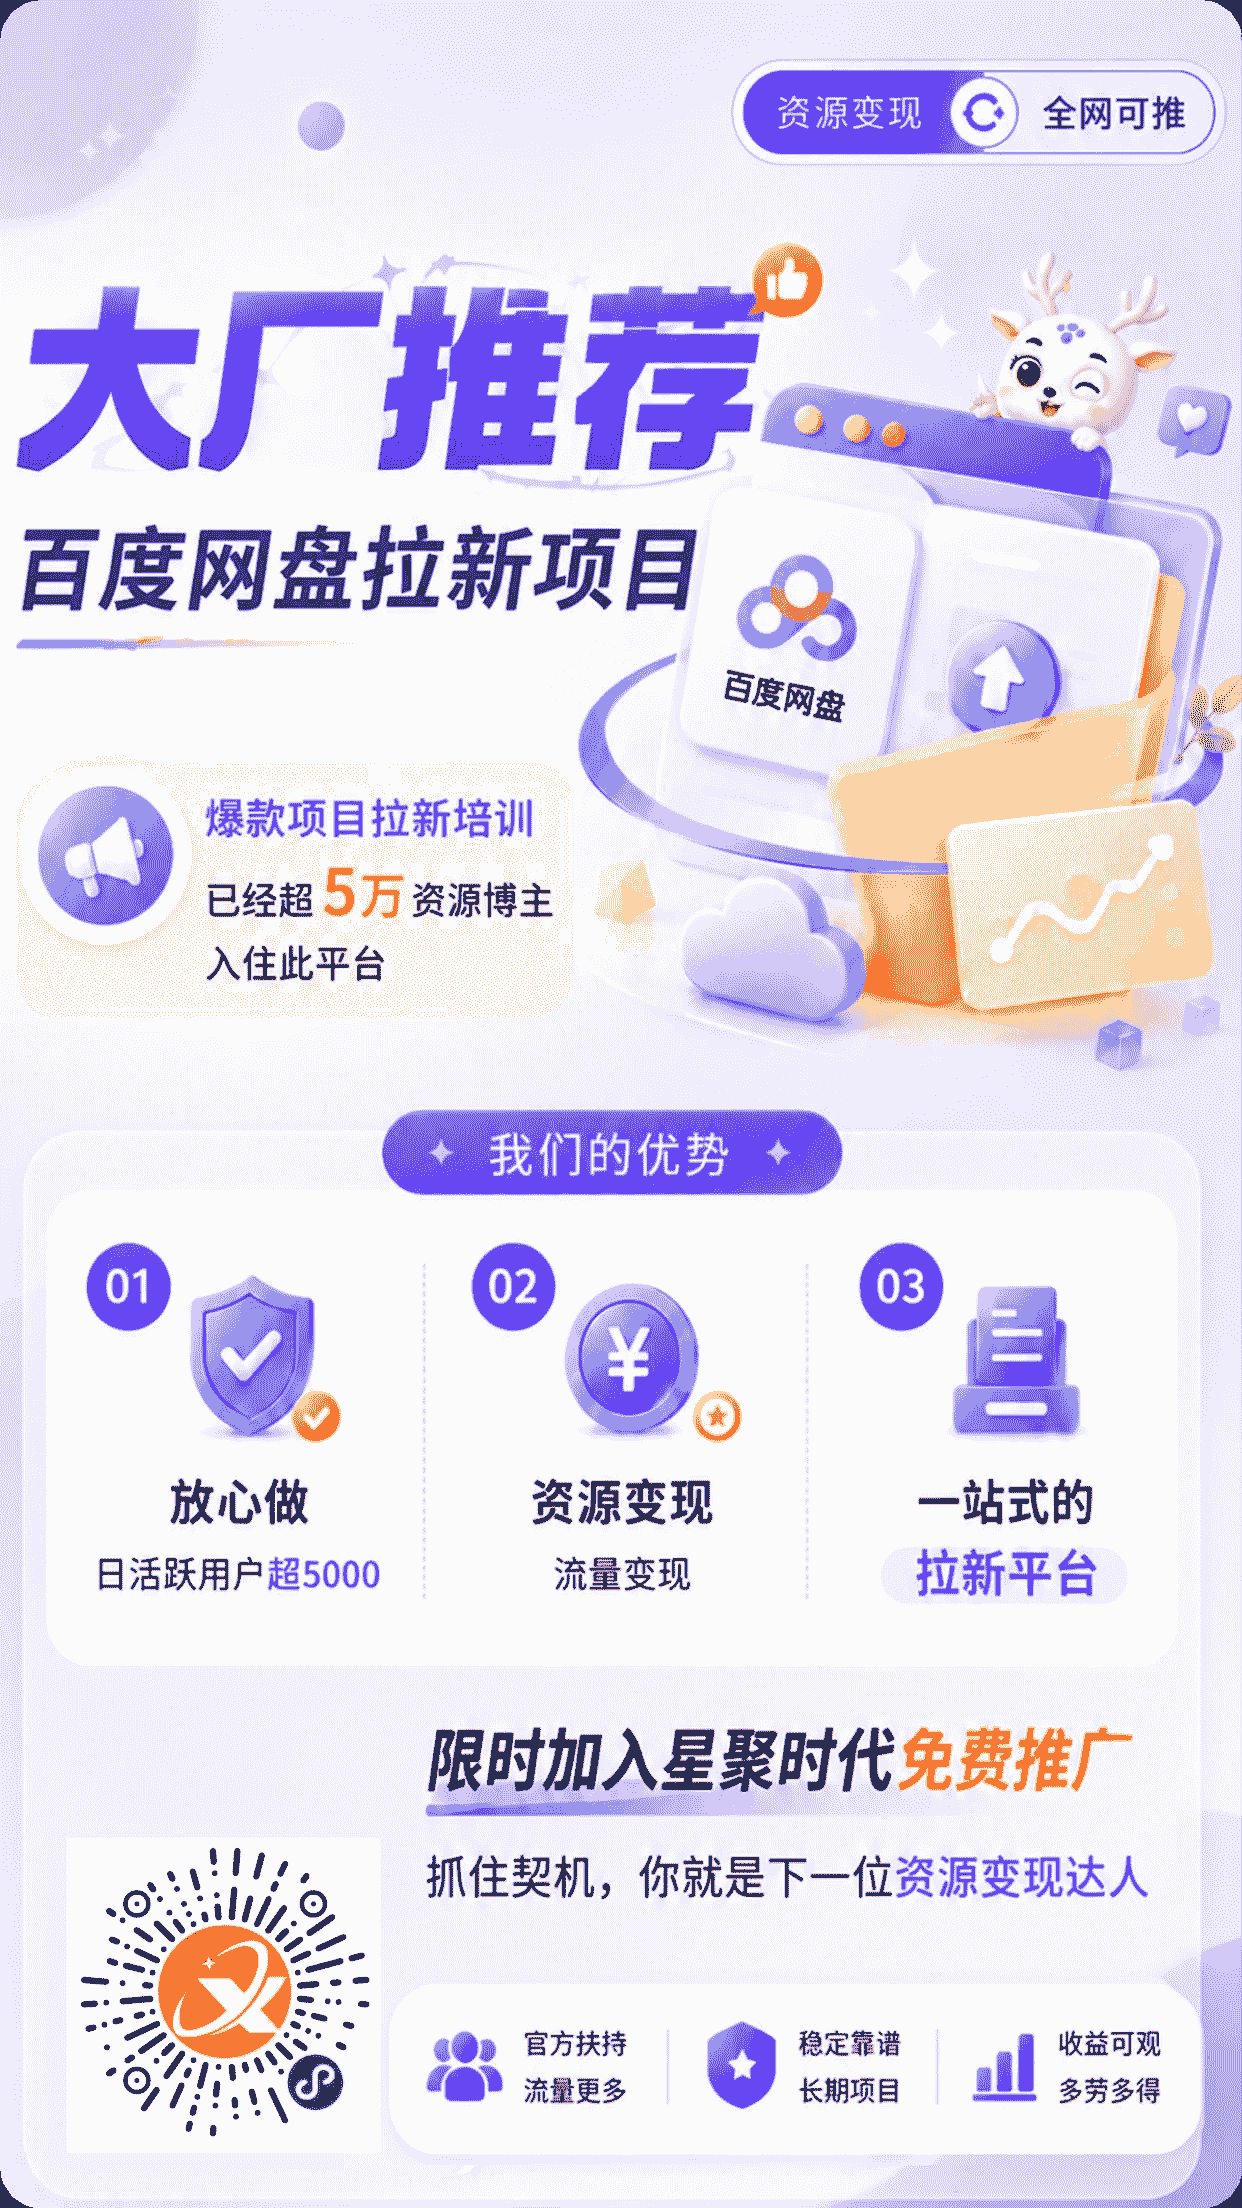 资源变现 全网可推
大厂推荐
百度网盘拉新项目
百度网盘
爆款项目拉新培训
已经超5万资源博主
入住此平台
我们的优势
01
放心做
日活跃用户超5000
02
¥
资源变现
流量变现
03
一站式的
拉新平台
限时加入星聚时代免费推广
抓住契机，你就是下一位资源变现达人
官方扶持
流量更多
稳定靠谱
长期项目
收益可观
多劳多得